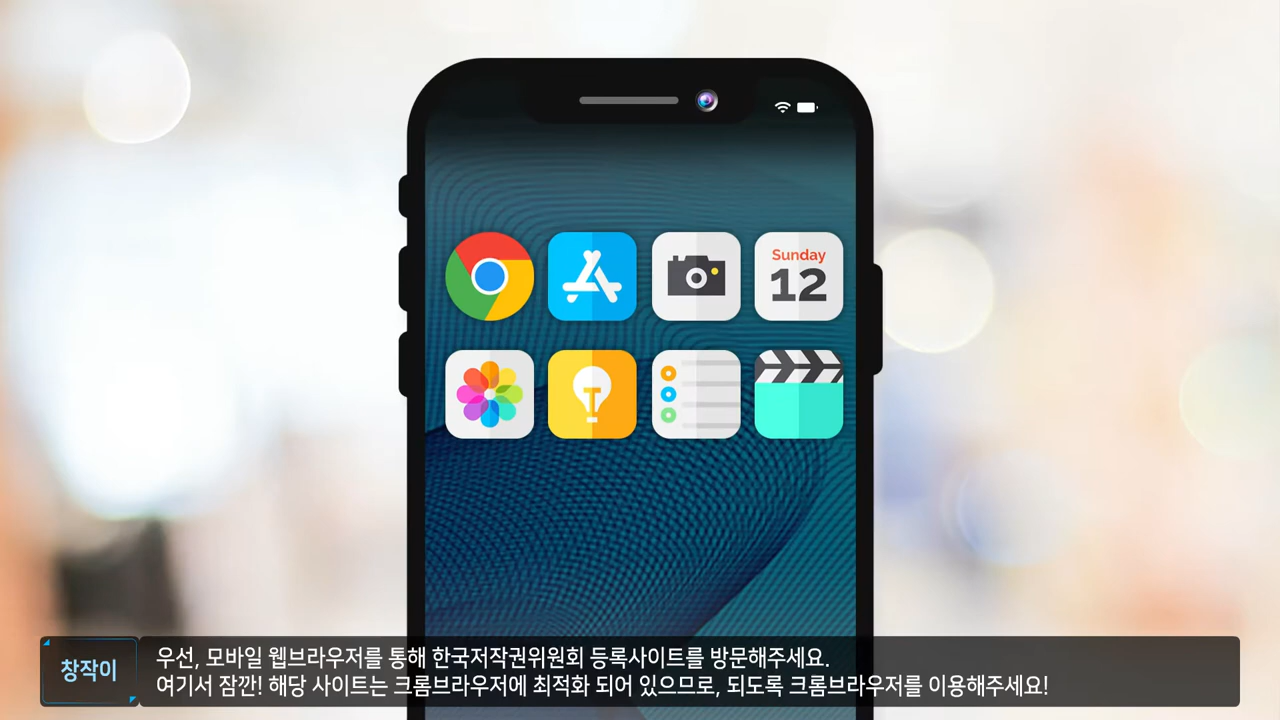 Sunday
12
창작이
우선, 모바일 웹브라우저를 통해 한국저작권위원회 등록사이트를 방문해주세요.
여기서 잠깐! 해당 사이트는 크롬브라우저에 최적화 되어 있으므로, 되도록 크롬브라우저를 이용해주세요!